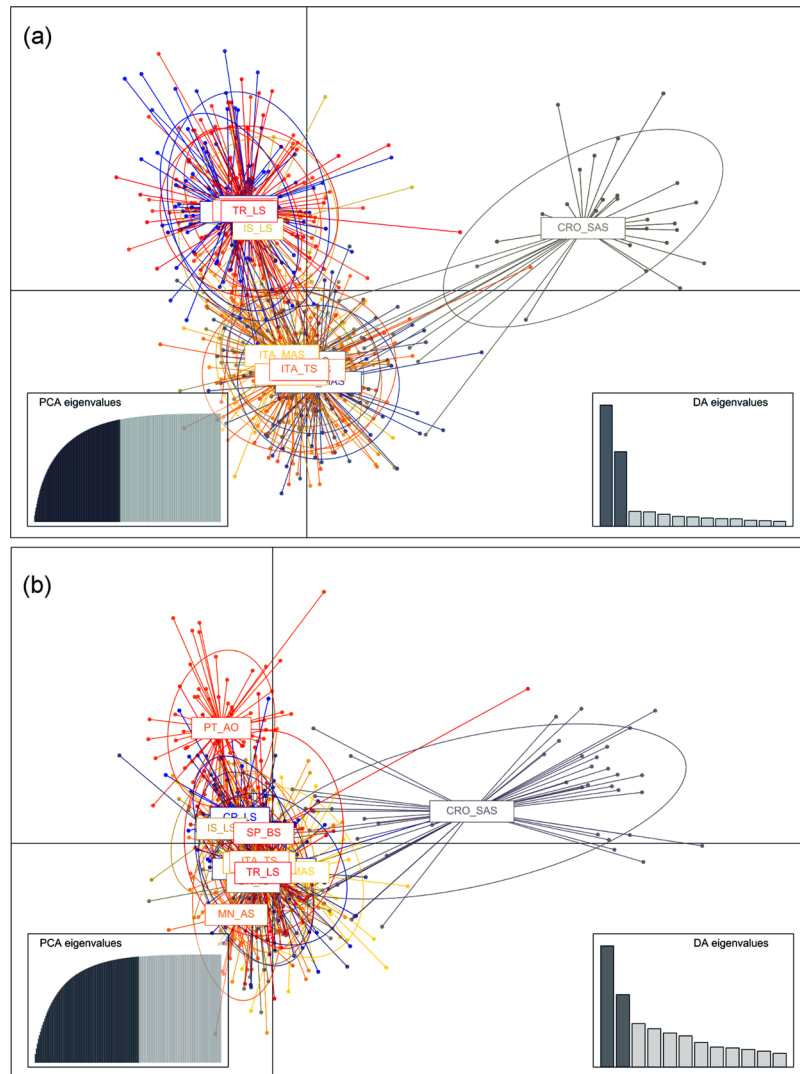 (a)
TR_LS
IS_LS
CRO_SAS
ITA_MAS
ITA_TS
MAS
PCA eigenvalues
DA eigenvalues
(b)
PT_AO
CRO_SAS
IS_LS
SP_BS
ITA_TS
MAS
TR_LS
MN_AS
PCA eigenvalues
DA eigenvalues